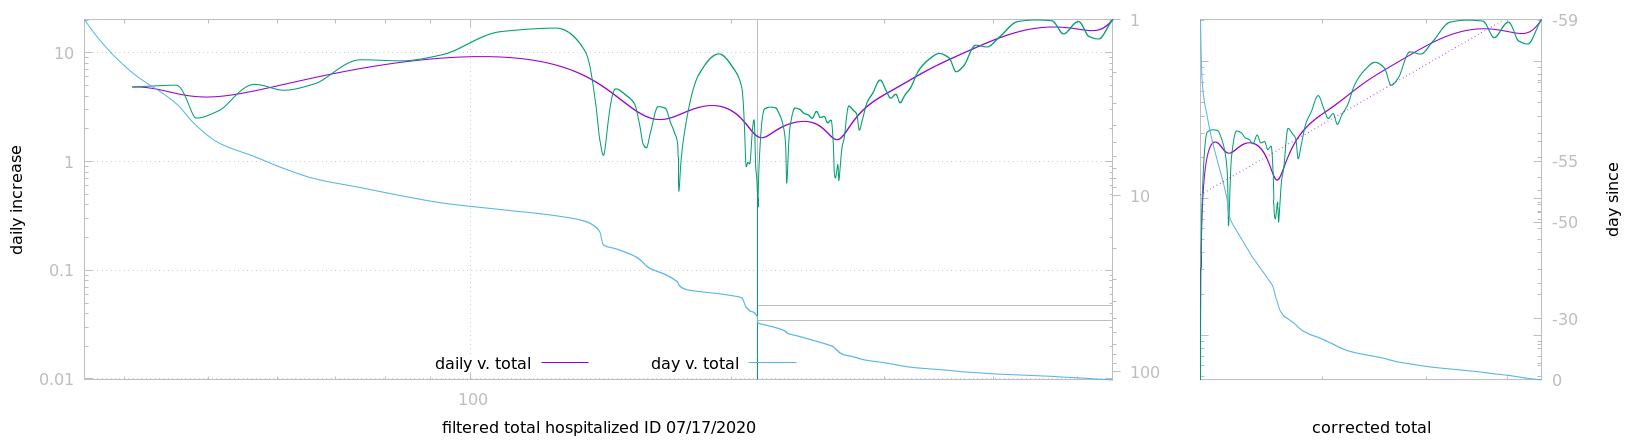 10
1
0.1
0.01
daily increase
daily v. total
day v. total
100
filtered total hospitalized ID 07/17/2020
1
10
100
-59
-55
-50
-30
0
day since
corrected total